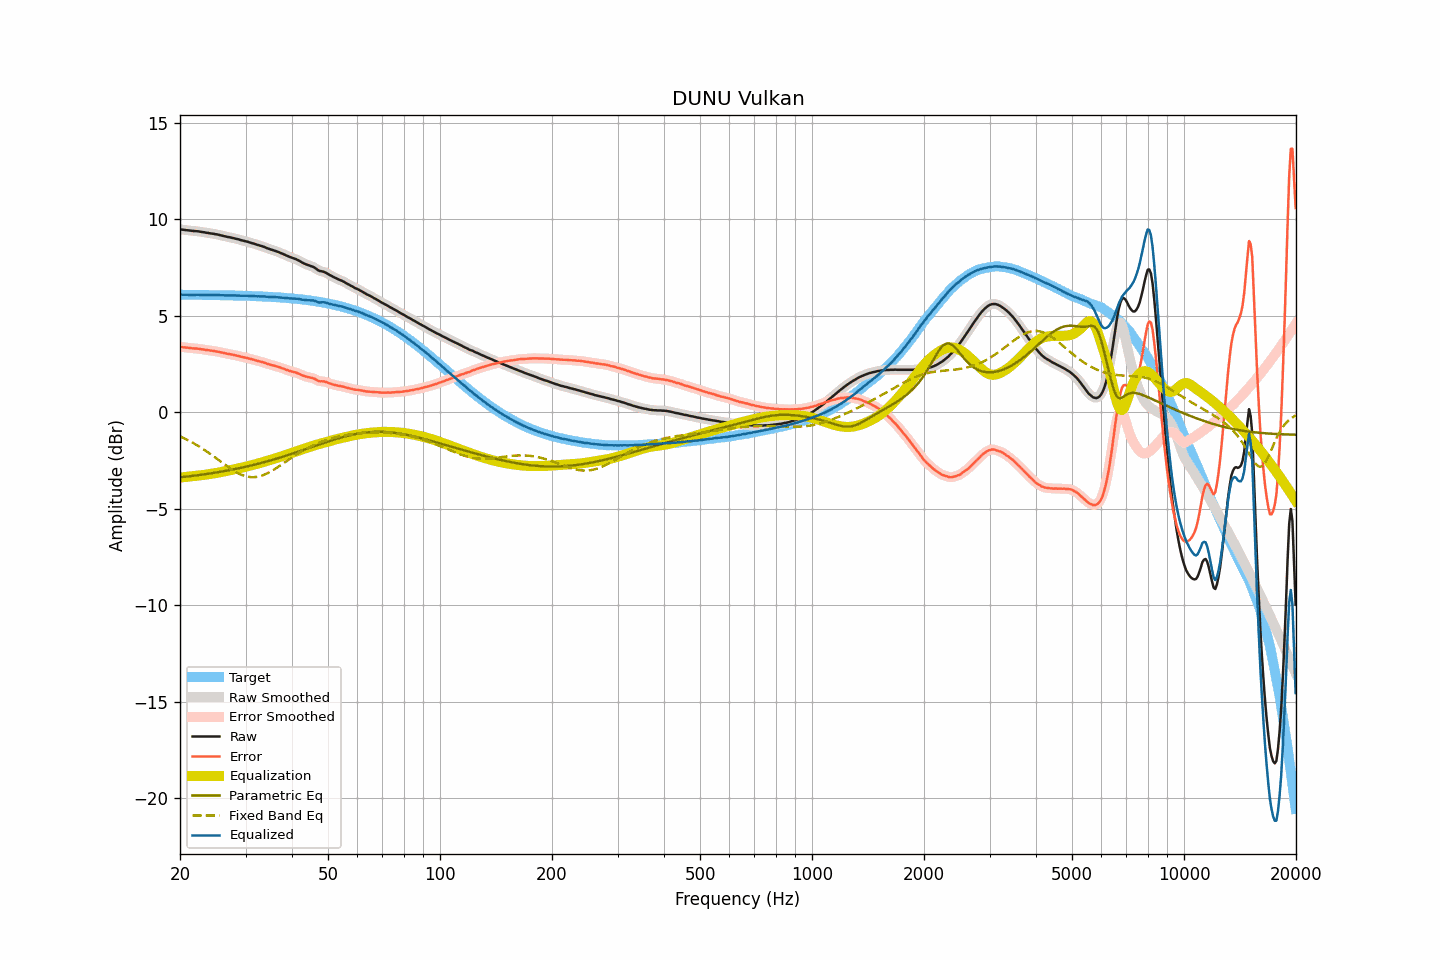 DUNU Vulkan
15
10
5
0
−5
−10
−15
−20
Amplitude (dBr)
Target
Raw Smoothed
Error Smoothed
Raw
Error
Equalization
Parametric Eq
Fixed Band Eq
Equalized
20 50 100 200 500 1000 2000 5000 10000 20000
Frequency (Hz)